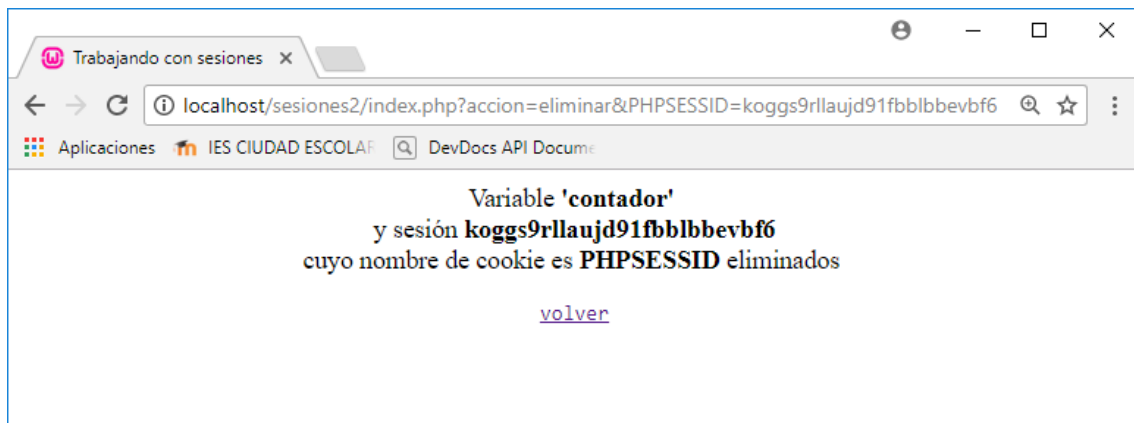 Trabajando con sesiones
localhost/sesiones2/index.php?accion=eliminar&PHPSESSID=koggs9rllaujd91fbblbbevbf6
Aplicaciones IES CIUDAD ESCOLAR DevDocs API Docume
Variable 'contador'
y sesión koggs9rllaujd91fbblbbevbf6
cuyo nombre de cookie es PHPSESSID eliminados
volver